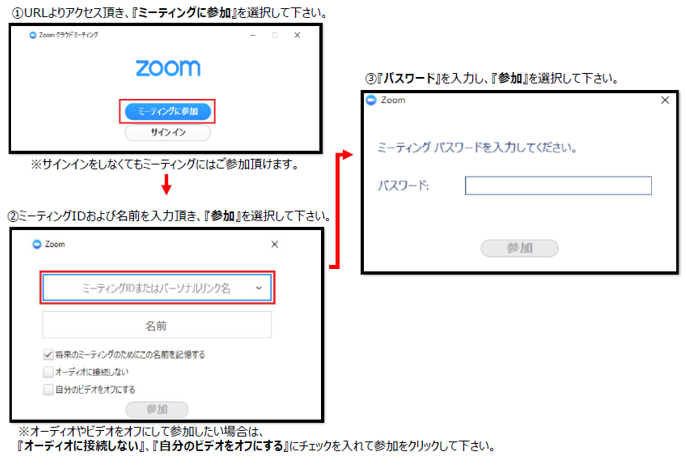 ①URLよりアクセス頂き、『ミーティングに参加』を選択して下さい。
Zoom クラウドミーティング
zoom
ミーティングに参加
サインイン
※サインインをしなくてもミーティングにはご参加頂けます。
②ミーティングIDおよび名前を入力頂き、『参加』を選択して下さい。
Zoom
ミーティングIDまたはパーソナルリンク名
名前
将来のミーティングのためにこの名前を記憶する
オーディオに接続しない
自分のビデオをオフにする
参加
※オーディオやビデオをオフにして参加したい場合は、
『オーディオに接続しない』、『自分のビデオをオフにする』にチェックを入れて参加をクリックして下さい。
③『パスワード』を入力し、『参加』を選択して下さい。
Zoom
ミーティング パスワードを入力してください。
パスワード:
参加